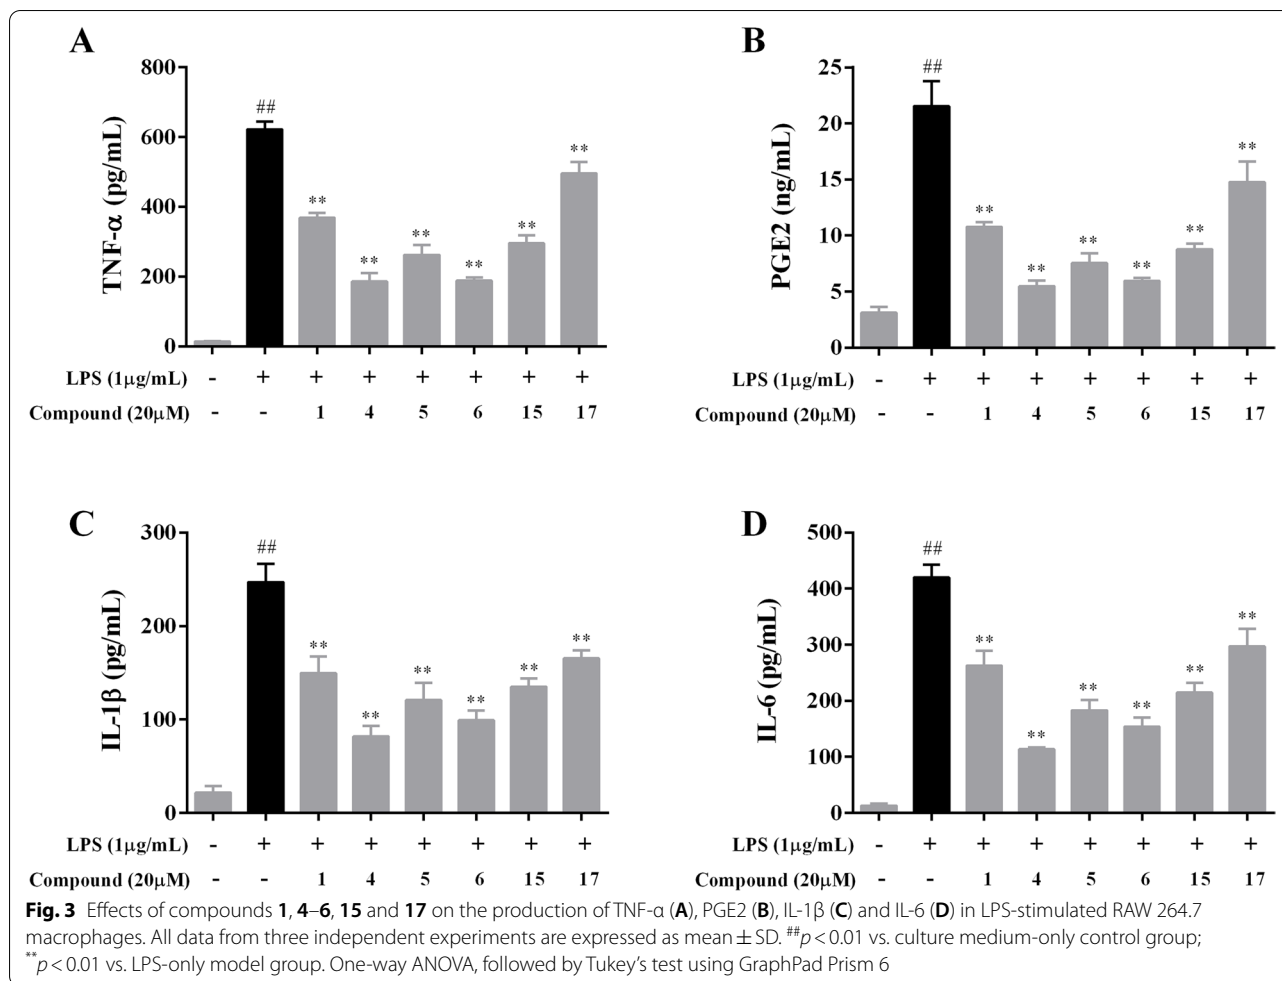 A
TNF-α (pg/mL)
800
600
400
200
0
##
**
**
**
**
**
**
LPS (1μg/mL) - + + + + + + +
Compound (20μM) - - 1 4 5 6 15 17
B
PGE2 (ng/mL)
25
20
15
10
5
0
##
**
**
**
**
**
**
LPS (1μg/mL) - + + + + + + +
Compound (20μM) - - 1 4 5 6 15 17
C
IL-1β (pg/mL)
300
200
100
0
##
**
**
**
**
**
**
LPS (1μg/mL) - + + + + + + +
Compound (20μM) - - 1 4 5 6 15 17
D
IL-6 (pg/mL)
500
400
300
200
100
0
##
**
**
**
**
**
**
LPS (1μg/mL) - + + + + + + +
Compound (20μM) - - 1 4 5 6 15 17
Fig. 3 Effects of compounds 1, 4–6, 15 and 17 on the production of TNF-α (A), PGE2 (B), IL-1β (C) and IL-6 (D) in LPS-stimulated RAW 264.7
macrophages. All data from three independent experiments are expressed as mean ± SD. ##p < 0.01 vs. culture medium-only control group;
**p < 0.01 vs. LPS-only model group. One-way ANOVA, followed by Tukey's test using GraphPad Prism 6